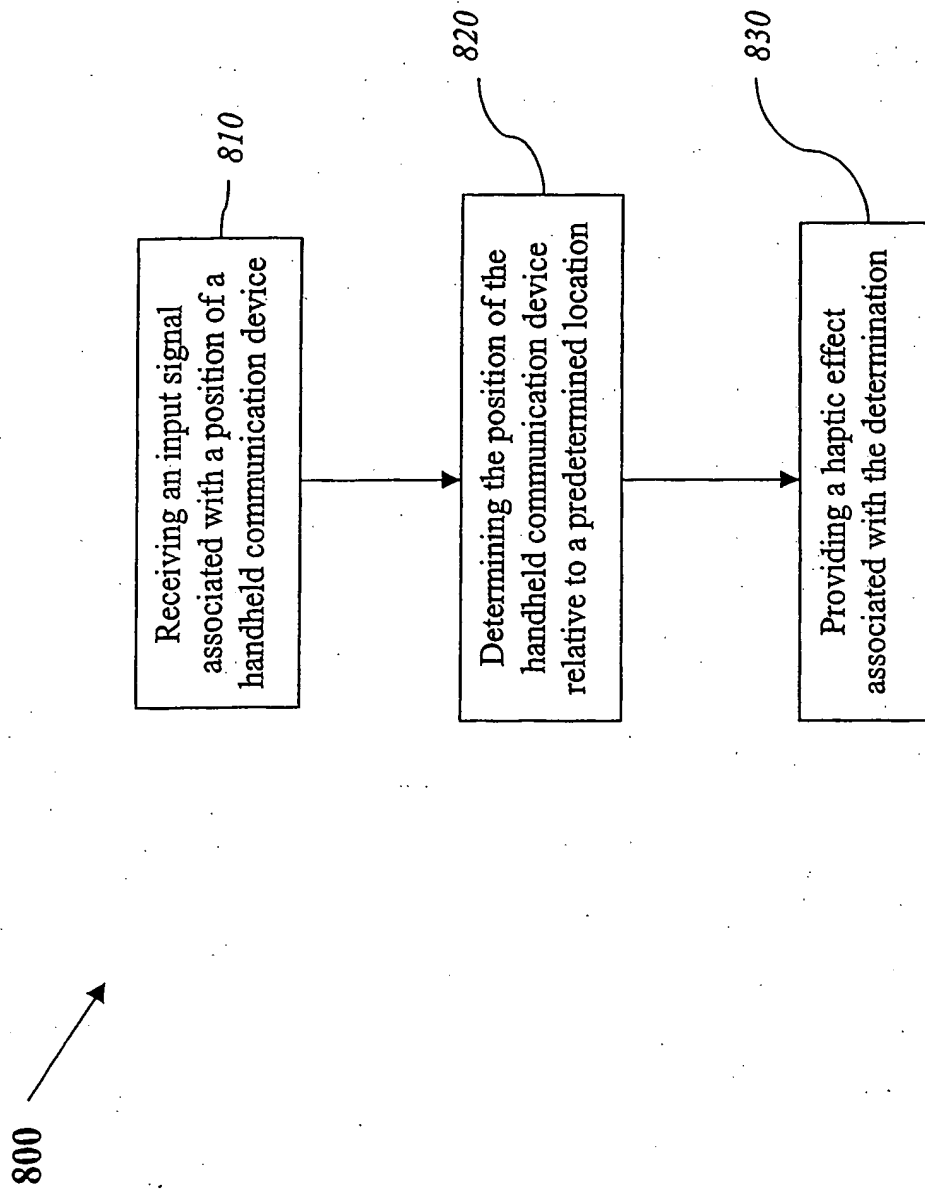 800
Receiving an input signal
associated with a position of a
handheld communication device
810
Determining the position of the
handheld communication device
relative to a predetermined location
820
Providing a haptic effect
associated with the determination
830